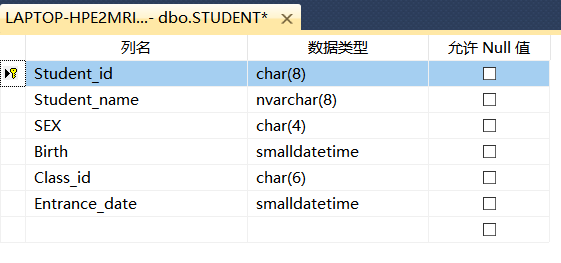 LAPTOP-HPE2MRI...- dbo.STUDENT*
列名 数据类型 允许 Null 值
Student_id char(8)
Student_name nvarchar(8)
SEX char(4)
Birth smalldatetime
Class_id char(6)
Entrance_date smalldatetime